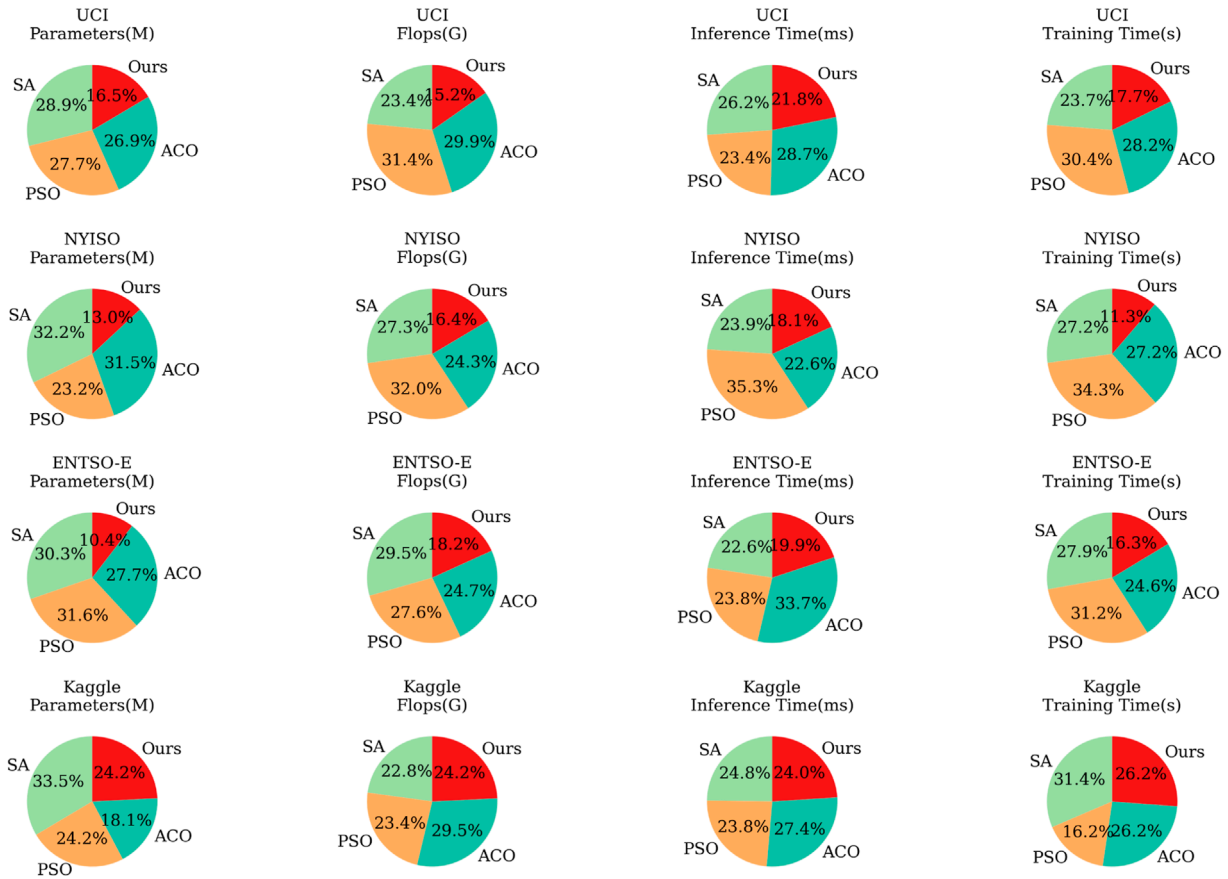 UCI
Parameters(M)
SA
Ours
28.9%
16.5%
26.9%
27.7%
ACO
PSO
UCI
Flops(G)
SA
Ours
23.4%
15.2%
29.9%
31.4%
ACO
PSO
UCI
Inference Time(ms)
SA
Ours
26.2%
21.8%
23.4%
28.7%
ACO
PSO
UCI
Training Time(s)
SA
Ours
23.7%
17.7%
28.2%
30.4%
ACO
PSO
NYISO
Parameters(M)
SA
Ours
32.2%
13.0%
31.5%
23.2%
ACO
PSO
NYISO
Flops(G)
SA
Ours
27.3%
16.4%
24.3%
32.0%
ACO
PSO
NYISO
Inference Time(ms)
SA
Ours
23.9%
18.1%
22.6%
35.3%
ACO
PSO
NYISO
Training Time(s)
SA
Ours
27.2%
11.3%
27.2%
34.3%
ACO
PSO
ENTSO-E
Parameters(M)
SA
Ours
30.3%
10.4%
27.7%
31.6%
ACO
PSO
ENTSO-E
Flops(G)
SA
Ours
29.5%
18.2%
24.7%
27.6%
ACO
PSO
ENTSO-E
Inference Time(ms)
SA
Ours
22.6%
19.9%
23.8%
33.7%
ACO
PSO
ENTSO-E
Training Time(s)
SA
Ours
27.9%
16.3%
24.6%
31.2%
ACO
PSO
Kaggle
Parameters(M)
SA
Ours
33.5%
24.2%
18.1%
24.2%
ACO
PSO
Kaggle
Flops(G)
SA
Ours
22.8%
24.2%
23.4%
29.5%
ACO
PSO
Kaggle
Inference Time(ms)
SA
Ours
24.8%
24.0%
23.8%
27.4%
ACO
PSO
Kaggle
Training Time(s)
SA
Ours
31.4%
26.2%
16.2%
26.2%
ACO
PSO